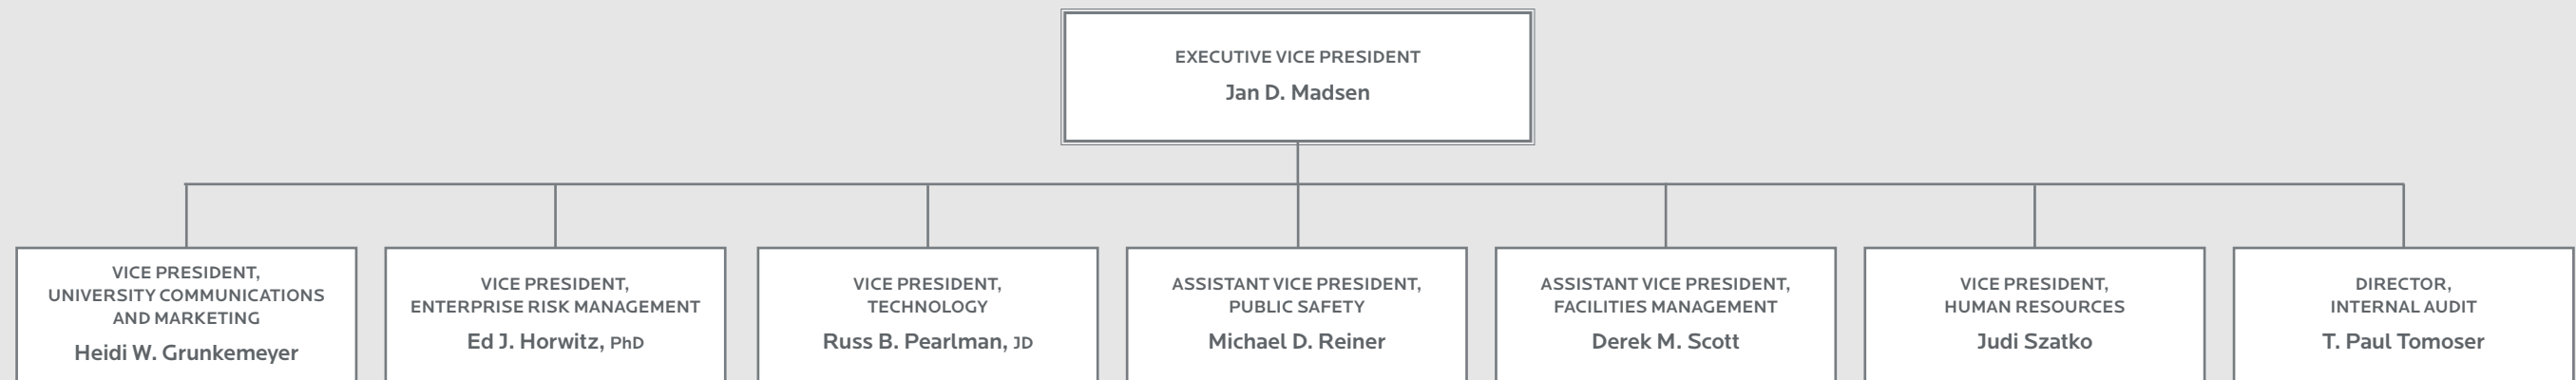 EXECUTIVE VICE PRESIDENT
Jan D. Madsen
VICE PRESIDENT,
UNIVERSITY COMMUNICATIONS
AND MARKETING
Heidi W. Grunkemeyer
VICE PRESIDENT,
ENTERPRISE RISK MANAGEMENT
Ed J. Horwitz, PhD
VICE PRESIDENT,
TECHNOLOGY
Russ B. Pearlman, JD
ASSISTANT VICE PRESIDENT,
PUBLIC SAFETY
Michael D. Reiner
ASSISTANT VICE PRESIDENT,
FACILITIES MANAGEMENT
Derek M. Scott
VICE PRESIDENT,
HUMAN RESOURCES
Judi Szatko
DIRECTOR,
INTERNAL AUDIT
T. Paul Tomoser